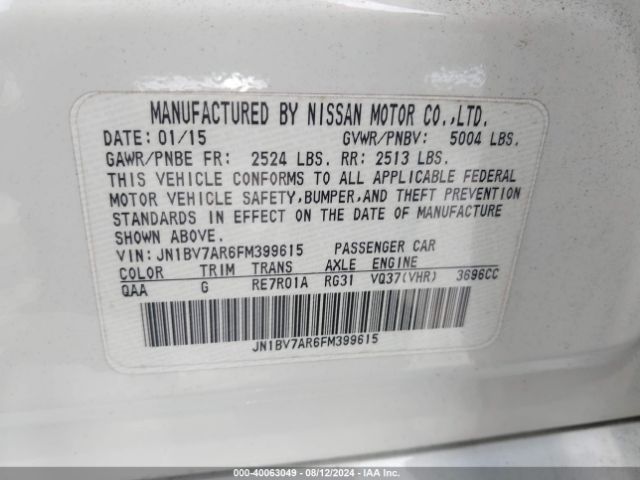 MANUFACTURED BY NISSAN MOTOR CO.,LTD.
DATE: 01/15 GVWR/PNBV: 5004 LBS.
GAWR/PNBE FR: 2524 LBS. RR: 2513 LBS.
THIS VEHICLE CONFORMS TO ALL APPLICABLE FEDERAL
MOTOR VEHICLE SAFETY,BUMPER,AND THEFT PREVENTION
STANDARDS IN EFFECT ON THE DATE OF MANUFACTURE
SHOWN ABOVE.
VIN: JN1BV7AR6FM399615 PASSENGER CAR
COLOR TRIM TRANS AXLE ENGINE
QAA G RE7R01A RG31 VQ37(VHR) 3696CC
JN1BV7AR6FM399615
000-40063049 - 08/12/2024 - IAA Holdings, LLC.